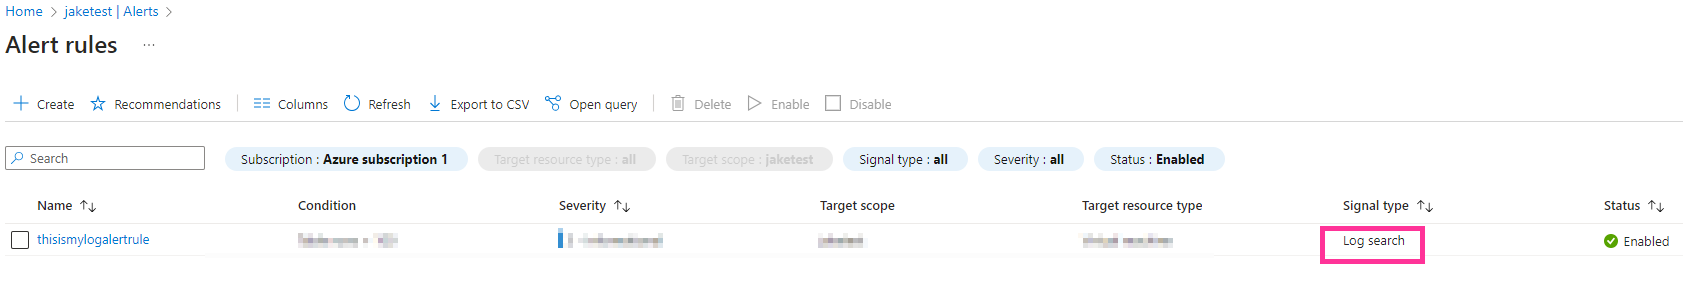 Home > jaketest | Alerts >
Alert rules ...
Create Recommendations Columns Refresh Export to CSV Open query Delete Enable Disable
Search Subscription : Azure subscription 1 Target resource type : all Target scope : jaketest Signal type : all Severity : all Status : Enabled
Name Condition Severity Target scope Target resource type Signal type Status
thisismylogalertrule Log search Enabled